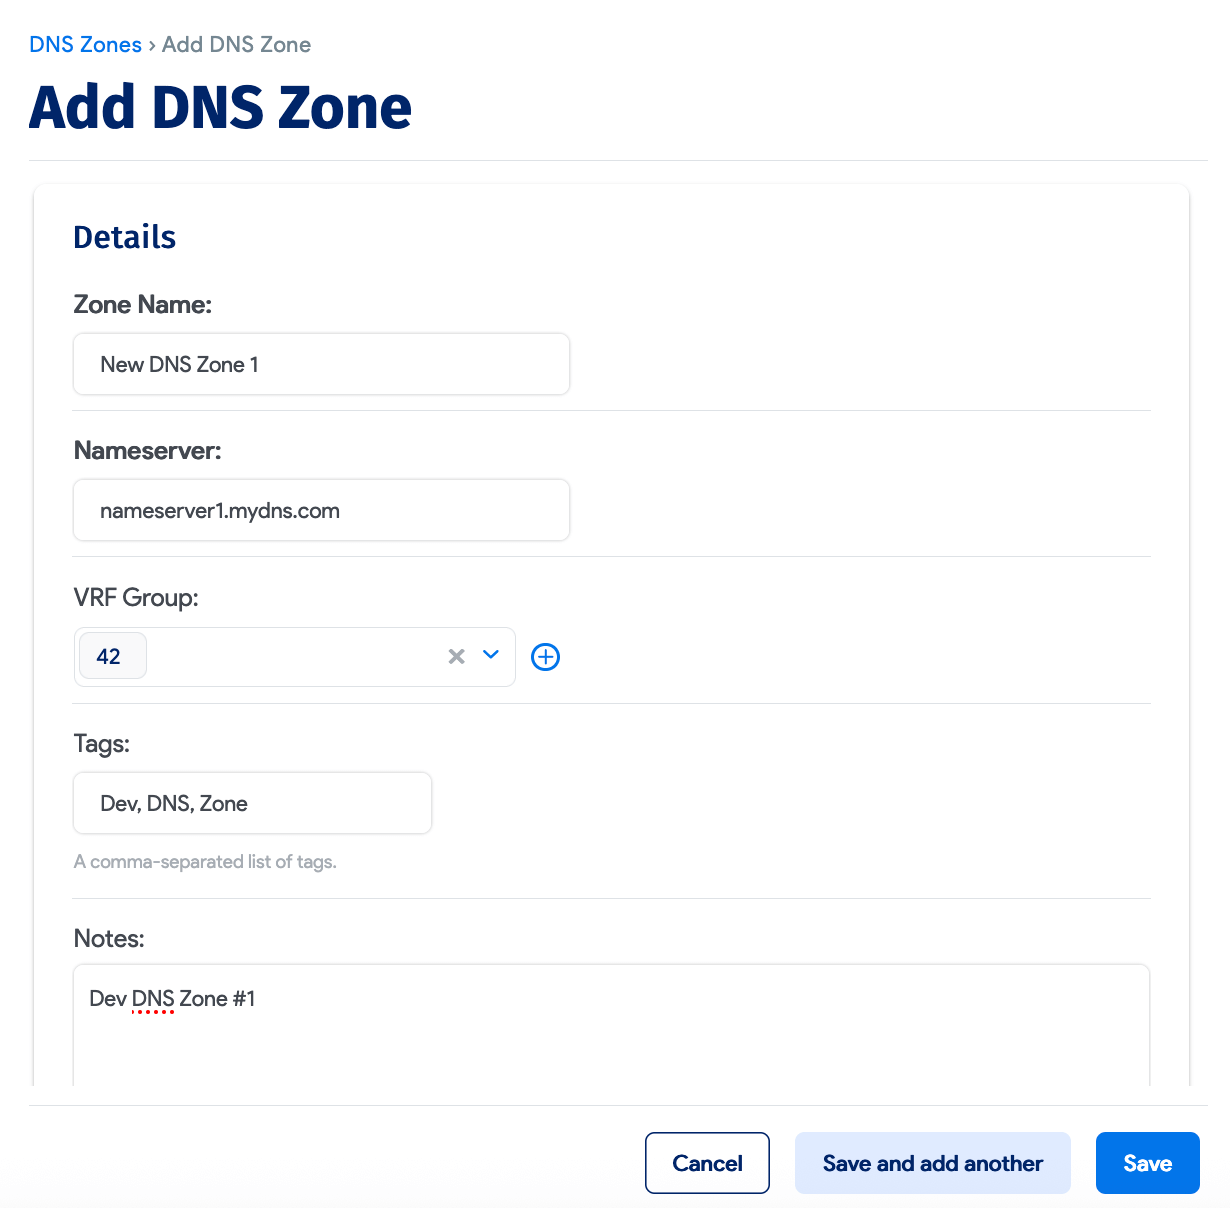 DNS Zones › Add DNS Zone
Add DNS Zone
Details
Zone Name:
New DNS Zone 1
Nameserver:
nameserver1.mydns.com
VRF Group:
42
Tags:
Dev, DNS, Zone
A comma-separated list of tags.
Notes:
Dev DNS Zone #1
Cancel Save and add another Save